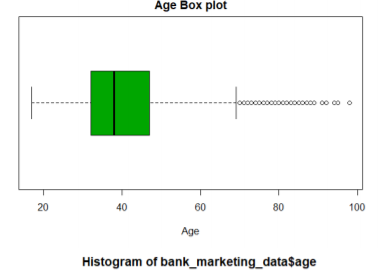 Age Box plot
20 40 60 80 100
Age
Histogram of bank_marketing_data$age